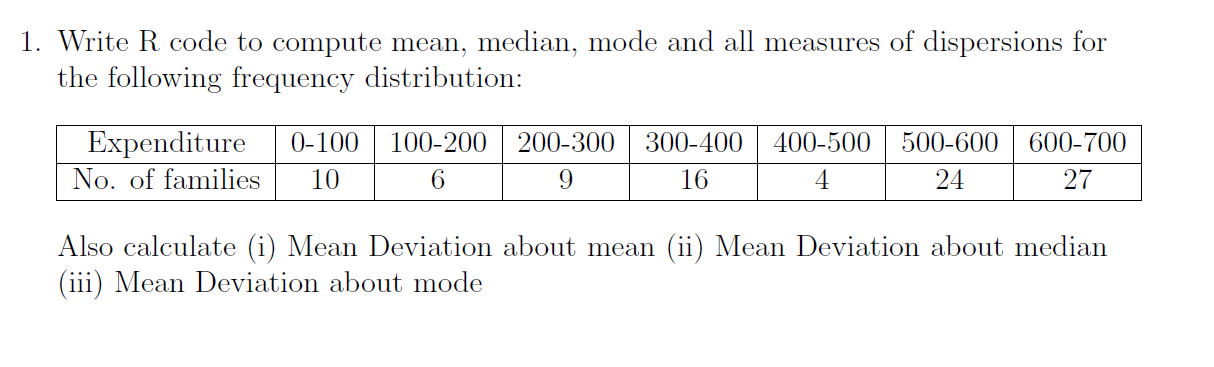 1. Write R code to compute mean, median, mode and all measures of dispersions for
the following frequency distribution:
Expenditure 0-100 100-200 200-300 300-400 400-500 500-600 600-700
No. of families 10 6 9 16 4 24 27
Also calculate (i) Mean Deviation about mean (ii) Mean Deviation about median
(iii) Mean Deviation about mode